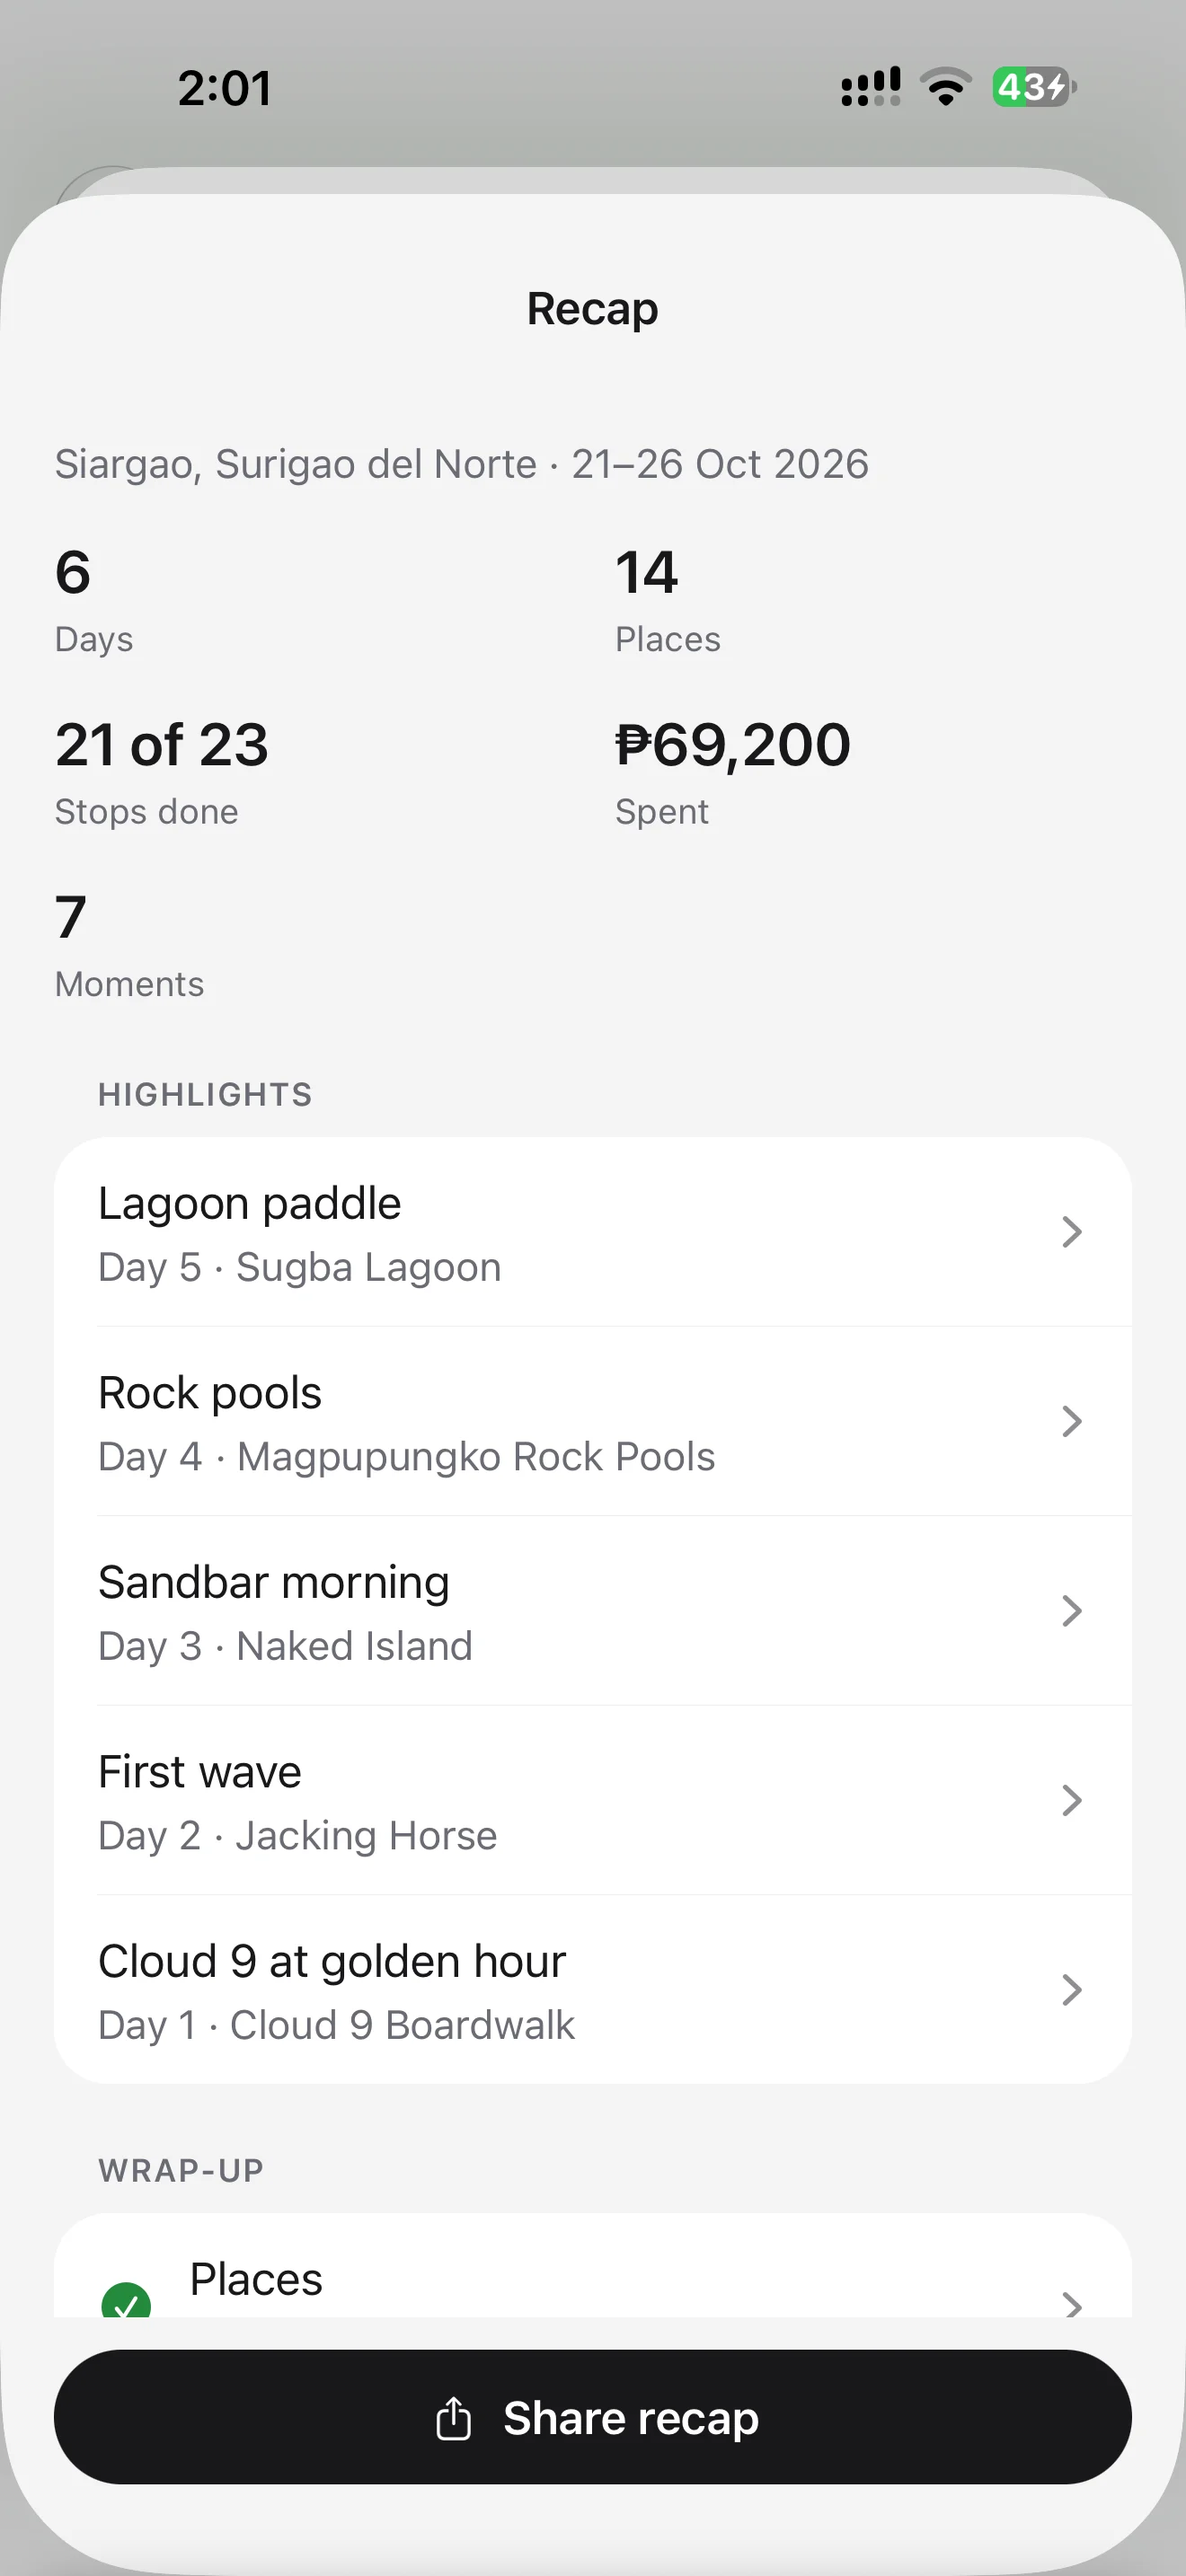 2:01
43
Recap
Siargao, Surigao del Norte · 21–26 Oct 2026
6
Days
14
Places
21 of 23
Stops done
₱69,200
Spent
7
Moments
HIGHLIGHTS
Lagoon paddle
Day 5 · Sugba Lagoon
Rock pools
Day 4 · Magpupungko Rock Pools
Sandbar morning
Day 3 · Naked Island
First wave
Day 2 · Jacking Horse
Cloud 9 at golden hour
Day 1 · Cloud 9 Boardwalk
WRAP-UP
Places
Share recap